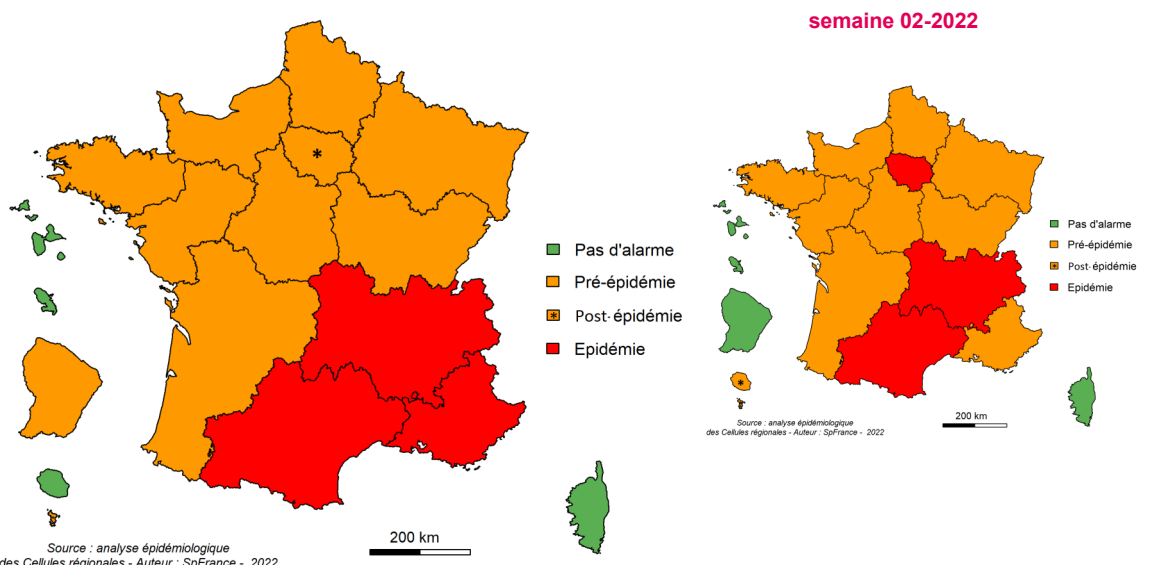 semaine 02-2022
Pas d'alarme
Pré-épidémie
* Post-épidémie
Epidémie
*
200 km
Source : analyse épidémiologique
des Cellules régionales - Auteur : SpFrance - 2022
Pas d'alarme
Pré-épidémie
* Post-épidémie
Epidémie
*
200 km
Source : analyse épidémiologique
des Cellules régionales - Auteur : SpFrance - 2022